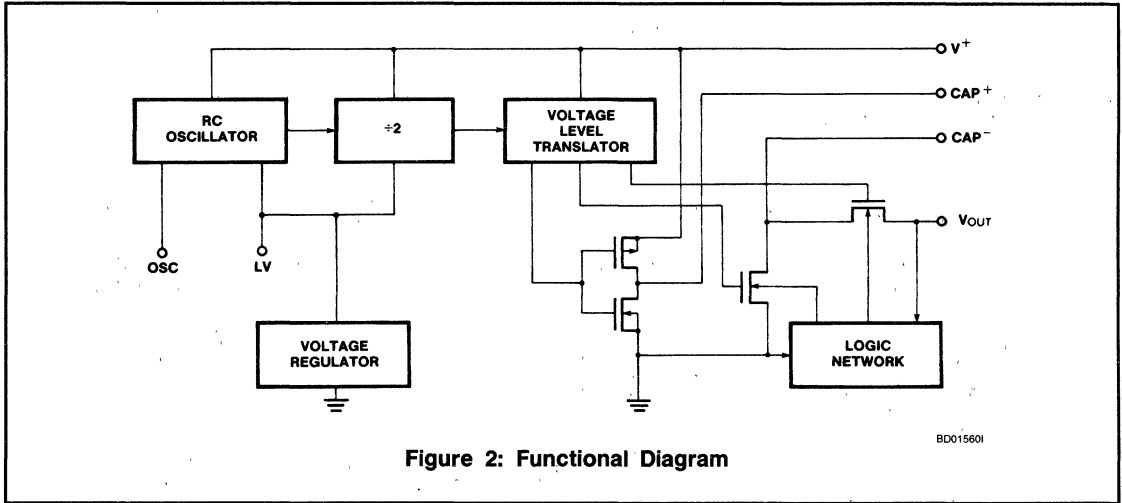 V+
CAP+
RC
OSCILLATOR
÷2
VOLTAGE
LEVEL
TRANSLATOR
CAP-
VOUT
OSC
LV
VOLTAGE
REGULATOR
LOGIC
NETWORK
BD01560I
Figure 2: Functional Diagram